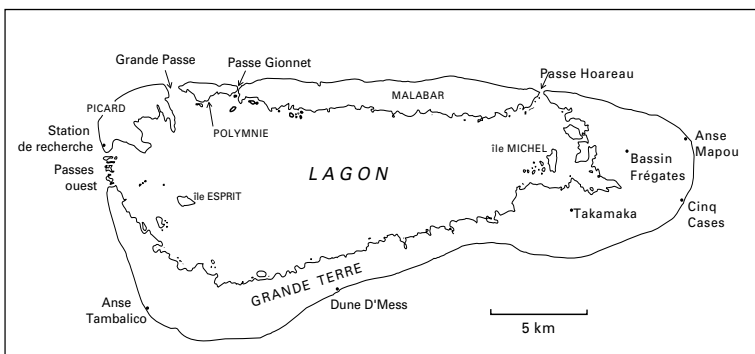 Grande Passe
Passe Gionnet
Passe Hoareau
PICARD
MALABAR
POLYMNIE
Station
de recherche
Passes
ouest
LAGON
île MICHEL
Bassin
Frégates
Anse
Mapou
île ESPRIT
Takamaka
Cinq
Cases
GRANDE TERRE
Anse
Tambalico
Dune D'Mess
5 km